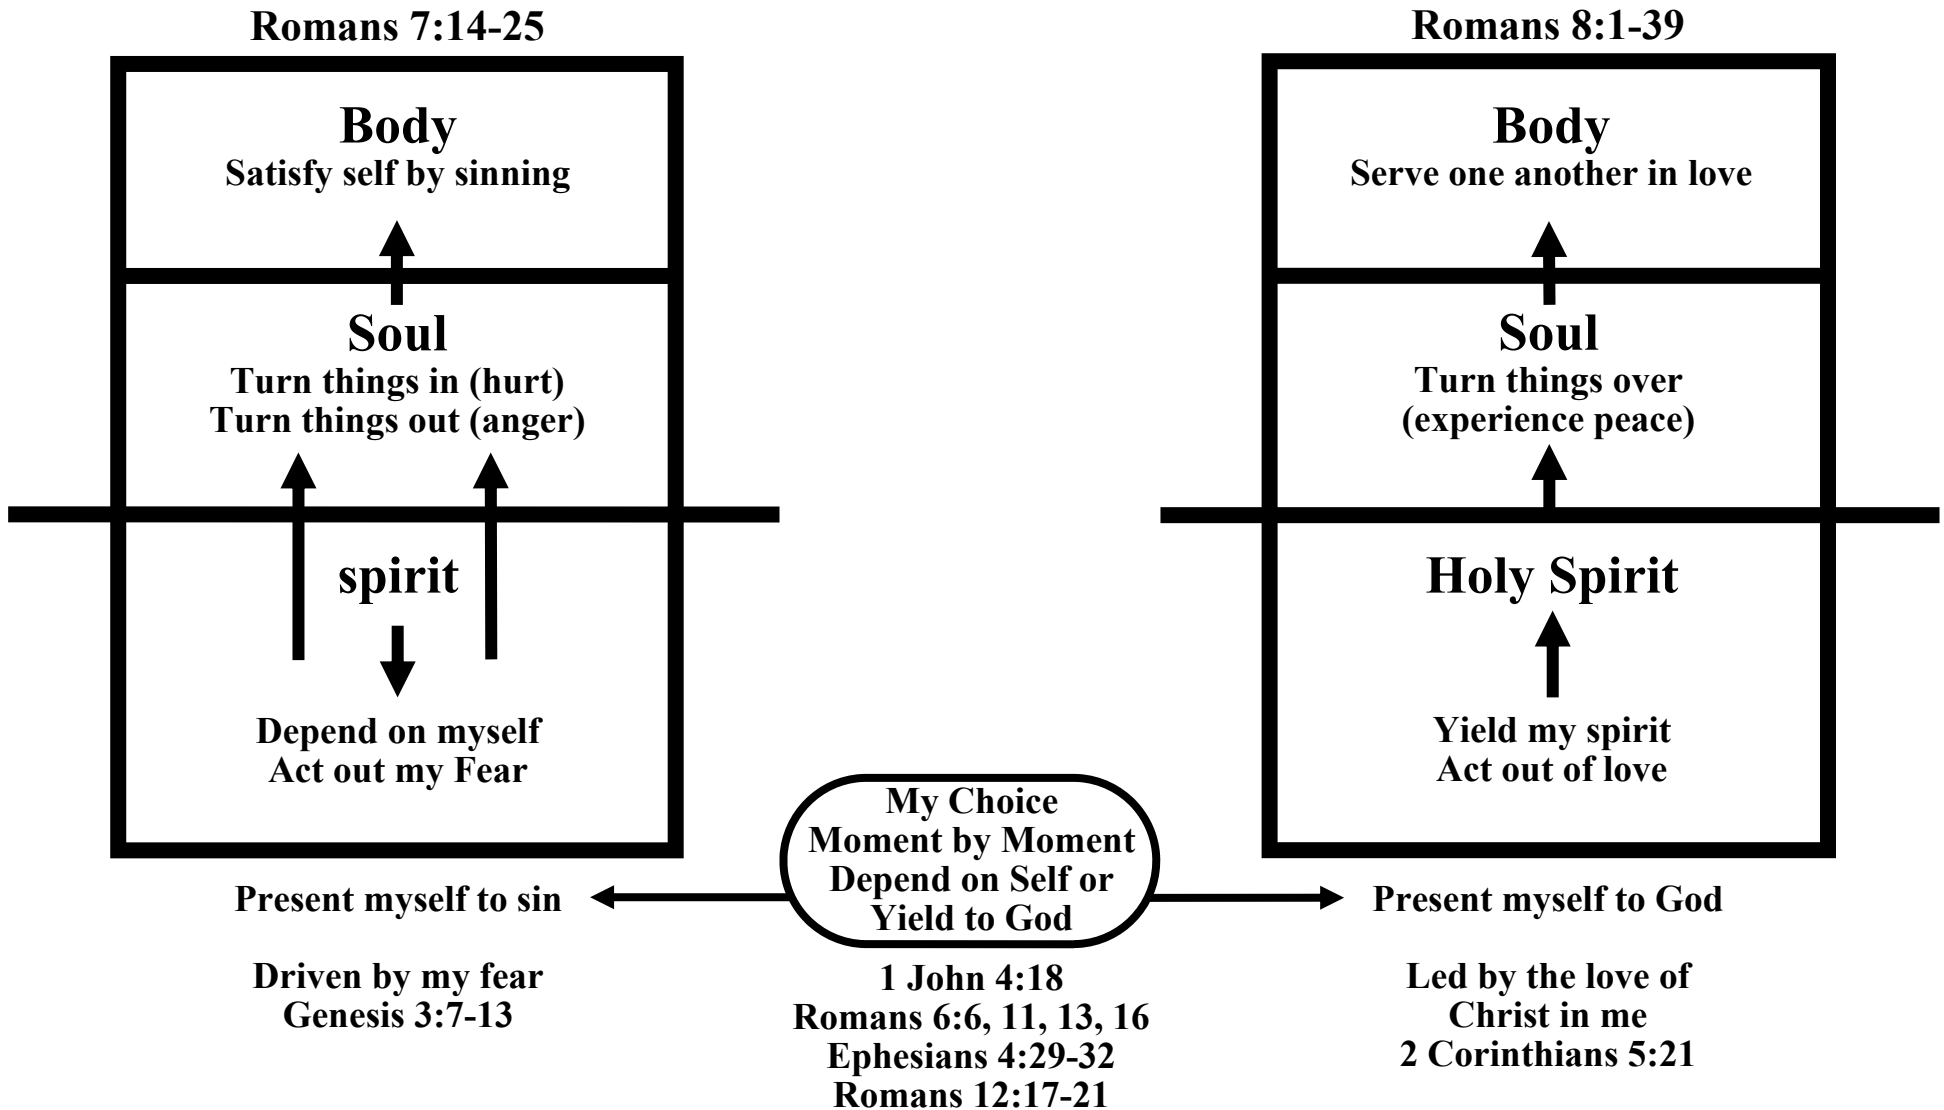 Romans 7:14-25
Body
Satisfy self by sinning
Soul
Turn things in (hurt)
Turn things out (anger)
spirit
Depend on myself
Act out my Fear
Present myself to sin
Driven by my fear
Genesis 3:7-13
My Choice
Moment by Moment
Depend on Self or
Yield to God
1 John 4:18
Romans 6:6, 11, 13, 16
Ephesians 4:29-32
Romans 12:17-21
Romans 8:1-39
Body
Serve one another in love
Soul
Turn things over
(experience peace)
Holy Spirit
Yield my spirit
Act out of love
Present myself to God
Led by the love of
Christ in me
2 Corinthians 5:21